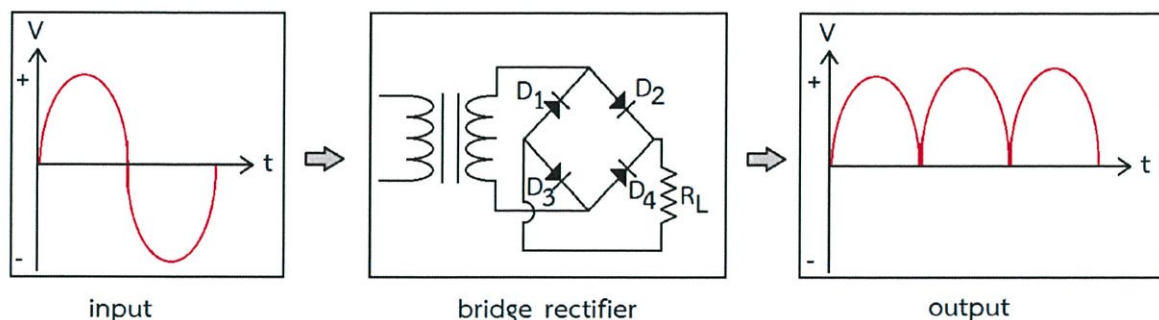 V
+
t
-
input
D1
D2
D3
D4
RL
bridge rectifier
V
+
t
-
output